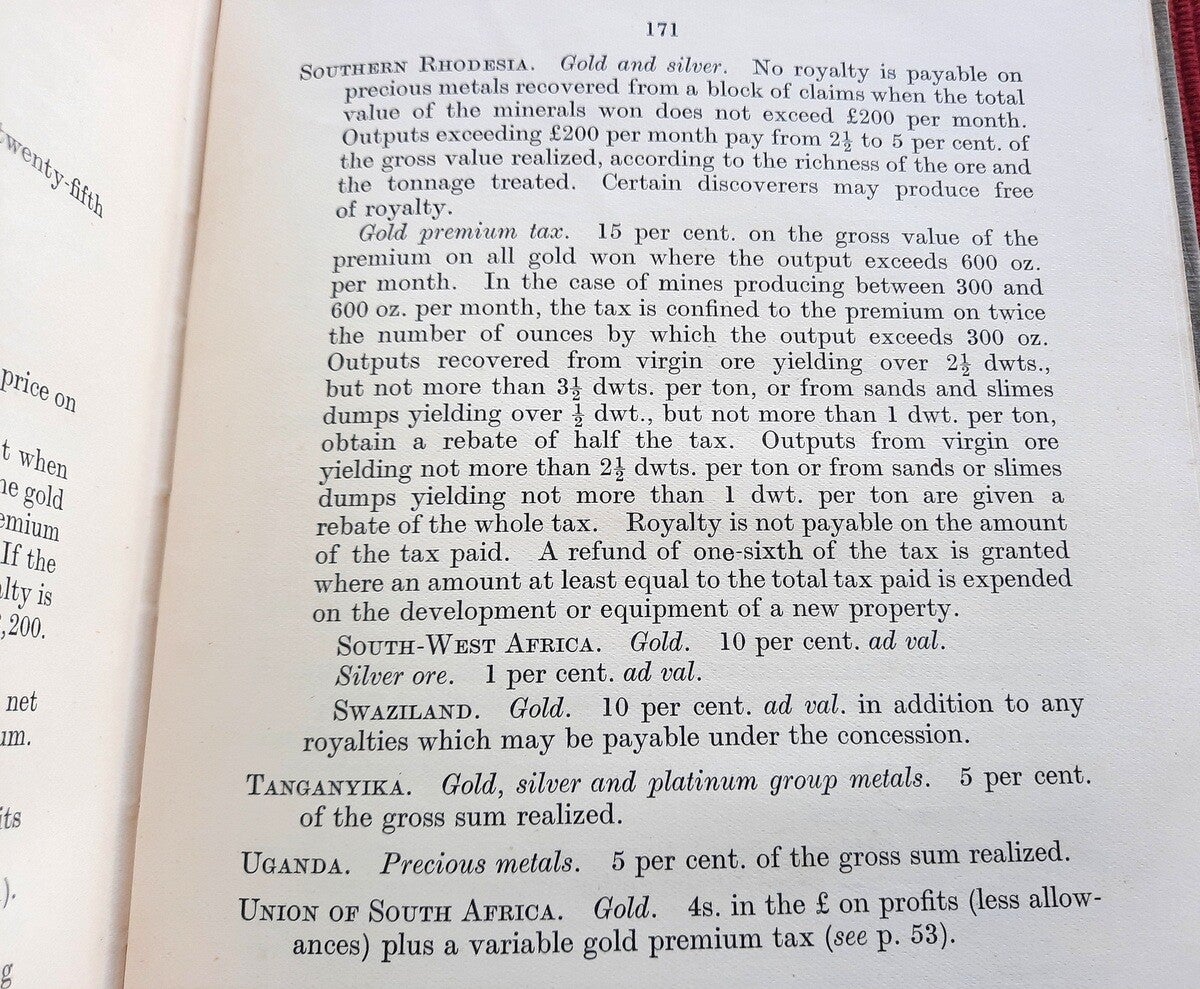 twenty-fifth
price on
t when
he gold
emium
If the
alty is
,200.
net
um.
its
).
g
171
SOUTHERN RHODESIA. Gold and silver. No royalty is payable on
precious metals recovered from a block of claims when the total
value of the minerals won does not exceed £200 per month.
Outputs exceeding £200 per month pay from 2½ to 5 per cent. of
the gross value realized, according to the richness of the ore and
the tonnage treated. Certain discoverers may produce free
of royalty.
Gold premium tax. 15 per cent. on the gross value of the
premium on all gold won where the output exceeds 600 oz.
per month. In the case of mines producing between 300 and
600 oz. per month, the tax is confined to the premium on twice
the number of ounces by which the output exceeds 300 oz.
Outputs recovered from virgin ore yielding over 2½ dwts.,
but not more than 3½ dwts. per ton, or from sands and slimes
dumps yielding over ½ dwt., but not more than 1 dwt. per ton,
obtain a rebate of half the tax. Outputs from virgin ore
yielding not more than 2½ dwts. per ton or from sands or slimes
dumps yielding not more than 1 dwt. per ton are given a
rebate of the whole tax. Royalty is not payable on the amount
of the tax paid. A refund of one-sixth of the tax is granted
where an amount at least equal to the total tax paid is expended
on the development or equipment of a new property.
SOUTH-WEST AFRICA. Gold. 10 per cent. ad val.
Silver ore. 1 per cent. ad val.
SWAZILAND. Gold. 10 per cent. ad val. in addition to any
royalties which may be payable under the concession.
TANGANYIKA. Gold, silver and platinum group metals. 5 per cent.
of the gross sum realized.
UGANDA. Precious metals. 5 per cent. of the gross sum realized.
UNION OF SOUTH AFRICA. Gold. 4s. in the £ on profits (less allow-
ances) plus a variable gold premium tax (see p. 53).